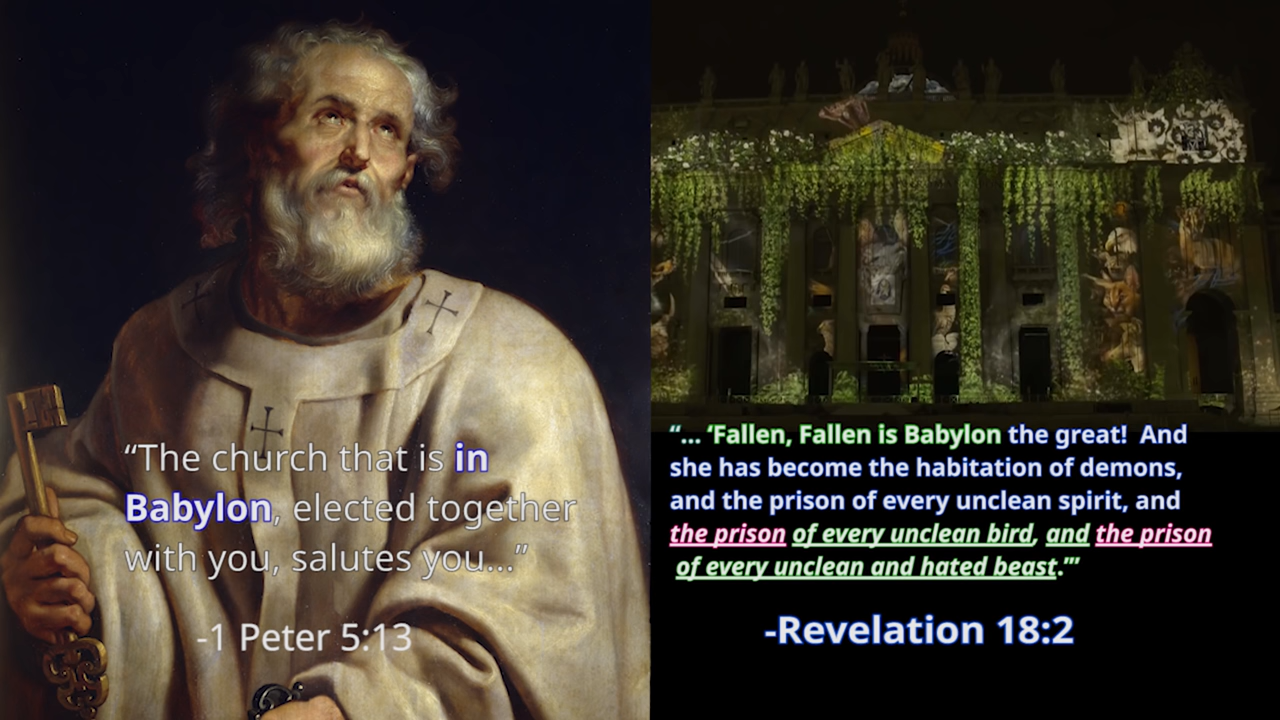 “The church that is in
Babylon, elected together
with you, salutes you...”
-1 Peter 5:13
“... ‘Fallen, Fallen is Babylon the great!  And
she has become the habitation of demons,
and the prison of every unclean spirit, and
the prison of every unclean bird, and the prison
of every unclean and hated beast.’”
-Revelation 18:2